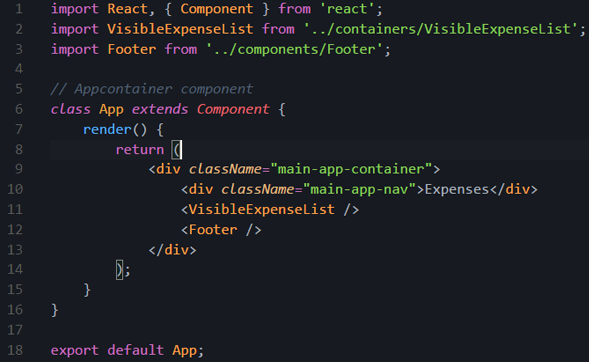 1 import React, { Component } from 'react';
2 import VisibleExpenseList from '../containers/VisibleExpenseList';
3 import Footer from '../components/Footer';
4
5 // Appcontainer component
6 class App extends Component {
7     render() {
8         return (
9             <div className="main-app-container">
10                 <div className="main-app-nav">Expenses</div>
11                 <VisibleExpenseList />
12                 <Footer />
13             </div>
14         );
15     }
16 }
17
18 export default App;